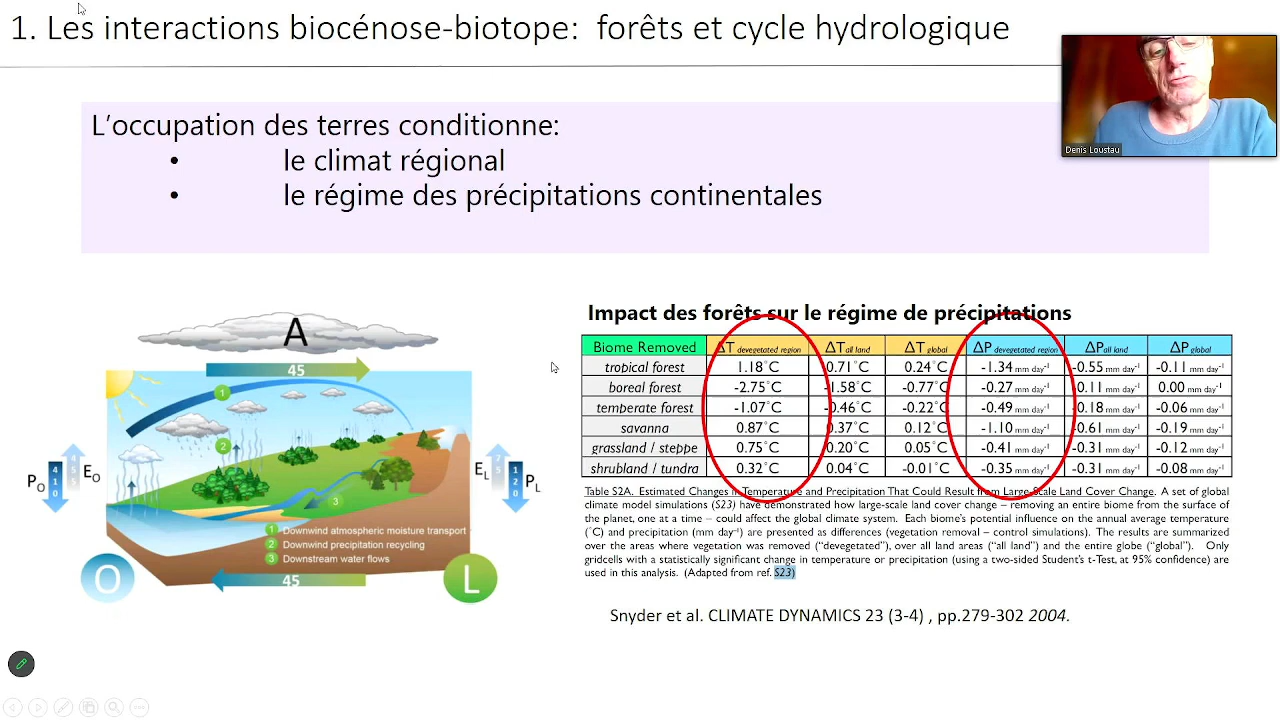 1. Les interactions biocénose-biotope: forêts et cycle hydrologique
Denis Loustau
L'occupation des terres conditionne:
• le climat régional
• le régime des précipitations continentales
A
45
1
2
3
4 1 0
4 5 5
P_O
E_O
E_L
P_L
7 5
1 2 0
1 Downwind atmospheric moisture transport
2 Downwind precipitation recycling
3 Downstream water flows
O
45
L
Impact des forêts sur le régime de précipitations
Biome Removed ΔT devegetated region ΔT all land ΔT global ΔP devegetated region ΔP all land ΔP global
tropical forest 1.18°C 0.71°C 0.24°C -1.34 mm day⁻¹ -0.55 mm day⁻¹ -0.11 mm day⁻¹
boreal forest -2.75°C -1.58°C -0.77°C -0.27 mm day⁻¹ -0.11 mm day⁻¹ 0.00 mm day⁻¹
temperate forest -1.07°C -0.46°C -0.22°C -0.49 mm day⁻¹ -0.18 mm day⁻¹ -0.06 mm day⁻¹
savanna 0.87°C 0.37°C 0.12°C -1.10 mm day⁻¹ -0.61 mm day⁻¹ -0.19 mm day⁻¹
grassland / steppe 0.75°C 0.20°C 0.05°C -0.41 mm day⁻¹ -0.31 mm day⁻¹ -0.12 mm day⁻¹
shrubland / tundra 0.32°C 0.04°C -0.01°C -0.35 mm day⁻¹ -0.31 mm day⁻¹ -0.08 mm day⁻¹
Table S2A. Estimated Changes in Temperature and Precipitation That Could Result from Large-Scale Land Cover Change. A set of global
climate model simulations (S23) have demonstrated how large-scale land cover change – removing an entire biome from the surface of
the planet, one at a time – could affect the global climate system. Each biome's potential influence on the annual average temperature
(°C) and precipitation (mm day⁻¹) are presented as differences (vegetation removal – control simulations). The results are summarized
over the areas where vegetation was removed ("devegetated"), over all land areas ("all land") and the entire globe ("global"). Only
gridcells with a statistically significant change in temperature or precipitation (using a two-sided Student's t-Test, at 95% confidence) are
used in this analysis. (Adapted from ref. S23)
Snyder et al. CLIMATE DYNAMICS 23 (3-4) , pp.279-302 2004.